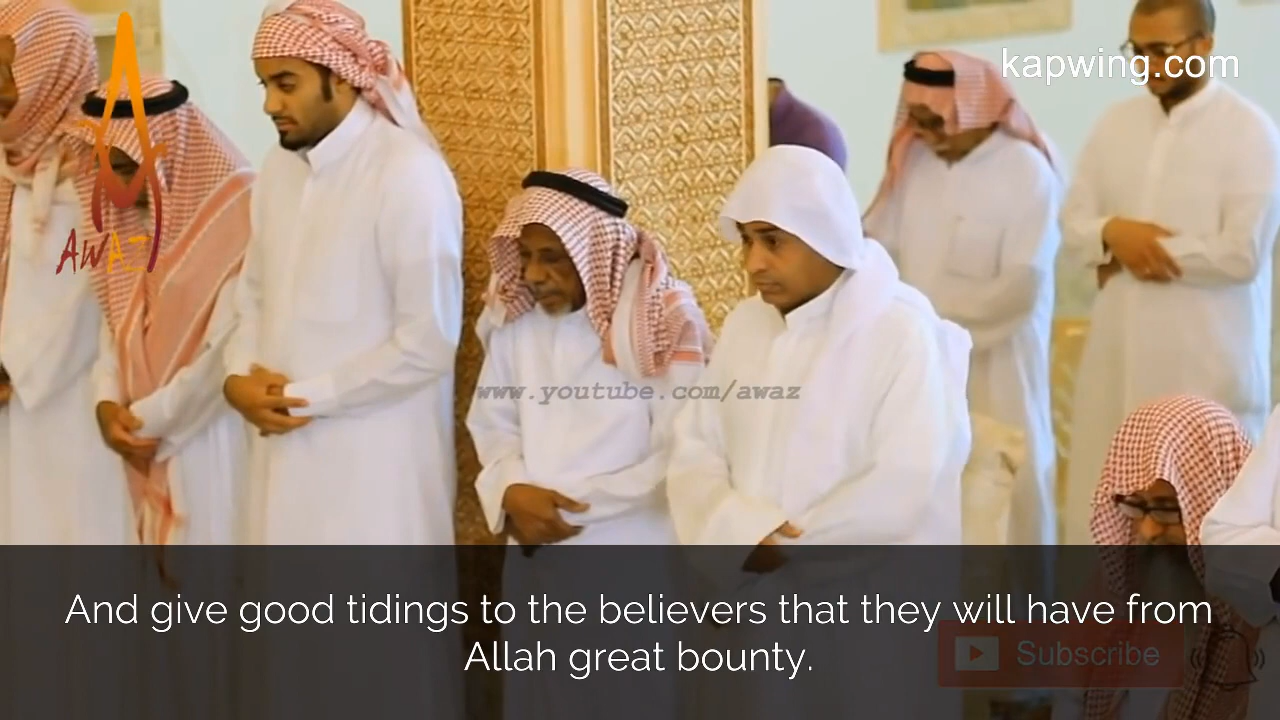 kapwing.com
AWAZ
www.youtube.com/awaz
And give good tidings to the believers that they will have from
Allah great bounty.
Subscribe